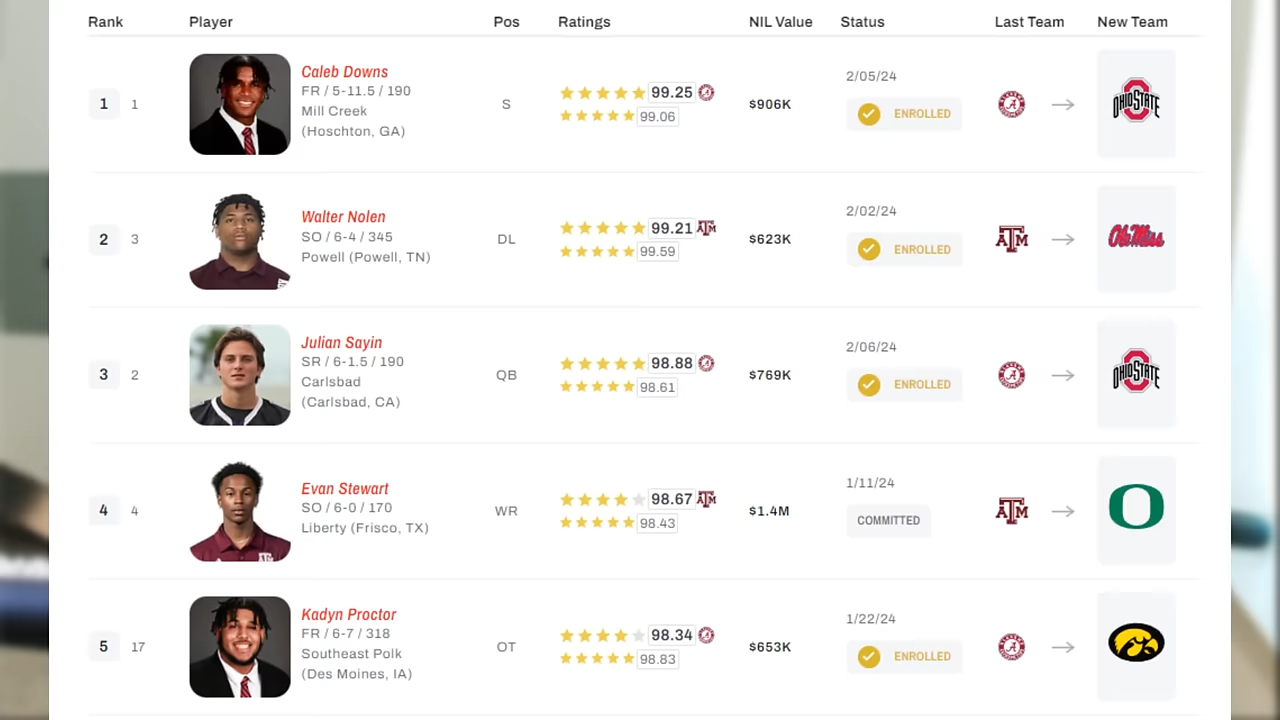 Rank Player Pos Ratings NIL Value Status Last Team New Team
1 1 Caleb Downs
FR / 5-11.5 / 190
Mill Creek
(Hoschton, GA)
S
99.25
99.06
$906K
2/05/24
ENROLLED
OHIO STATE
2 3 Walter Nolen
SO / 6-4 / 345
Powell (Powell, TN)
DL
99.21 ATM
99.59
$623K
2/02/24
ENROLLED
ATM
Ole Miss
3 2 Julian Sayin
SR / 6-1.5 / 190
Carlsbad
(Carlsbad, CA)
QB
98.88
98.61
$769K
2/06/24
ENROLLED
OHIO STATE
4 4 Evan Stewart
SO / 6-0 / 170
Liberty (Frisco, TX)
WR
98.67 ATM
98.43
$1.4M
1/11/24
COMMITTED
ATM
O
5 17 Kadyn Proctor
FR / 6-7 / 318
Southeast Polk
(Des Moines, IA)
OT
98.34
98.83
$653K
1/22/24
ENROLLED